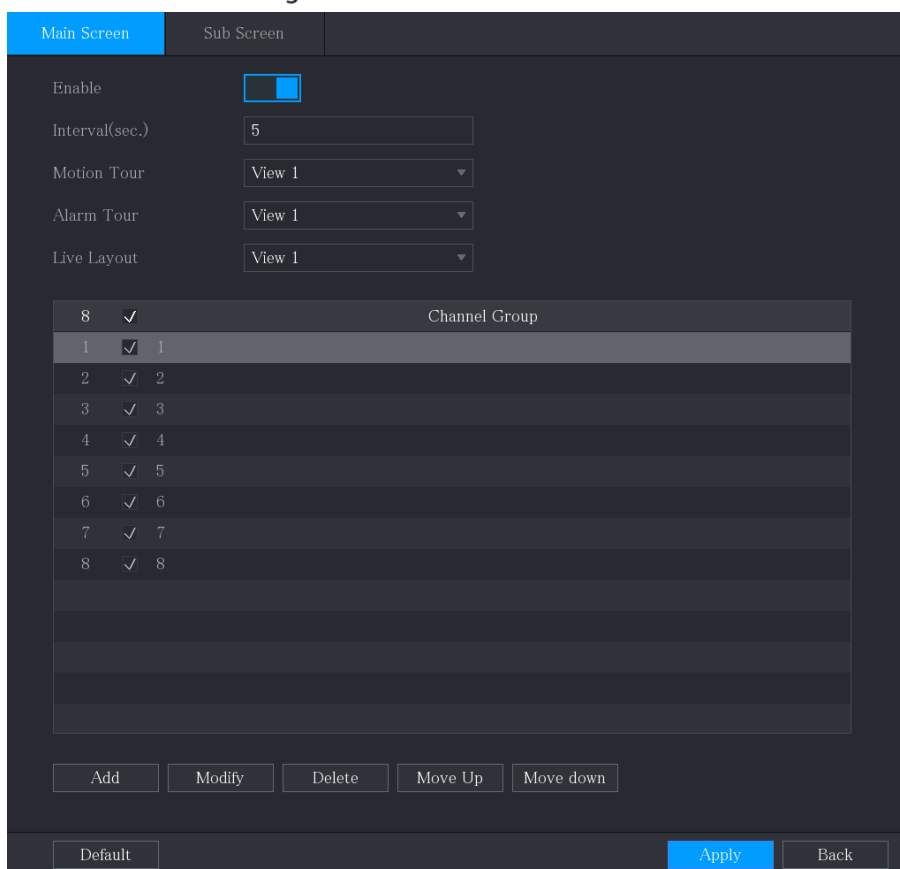 Main Screen Sub Screen
Enable
Interval(sec.) 5
Motion Tour View 1
Alarm Tour View 1
Live Layout View 1
8 Channel Group
1 1
2 2
3 3
4 4
5 5
6 6
7 7
8 8
Add Modify Delete Move Up Move down
Default Apply Back